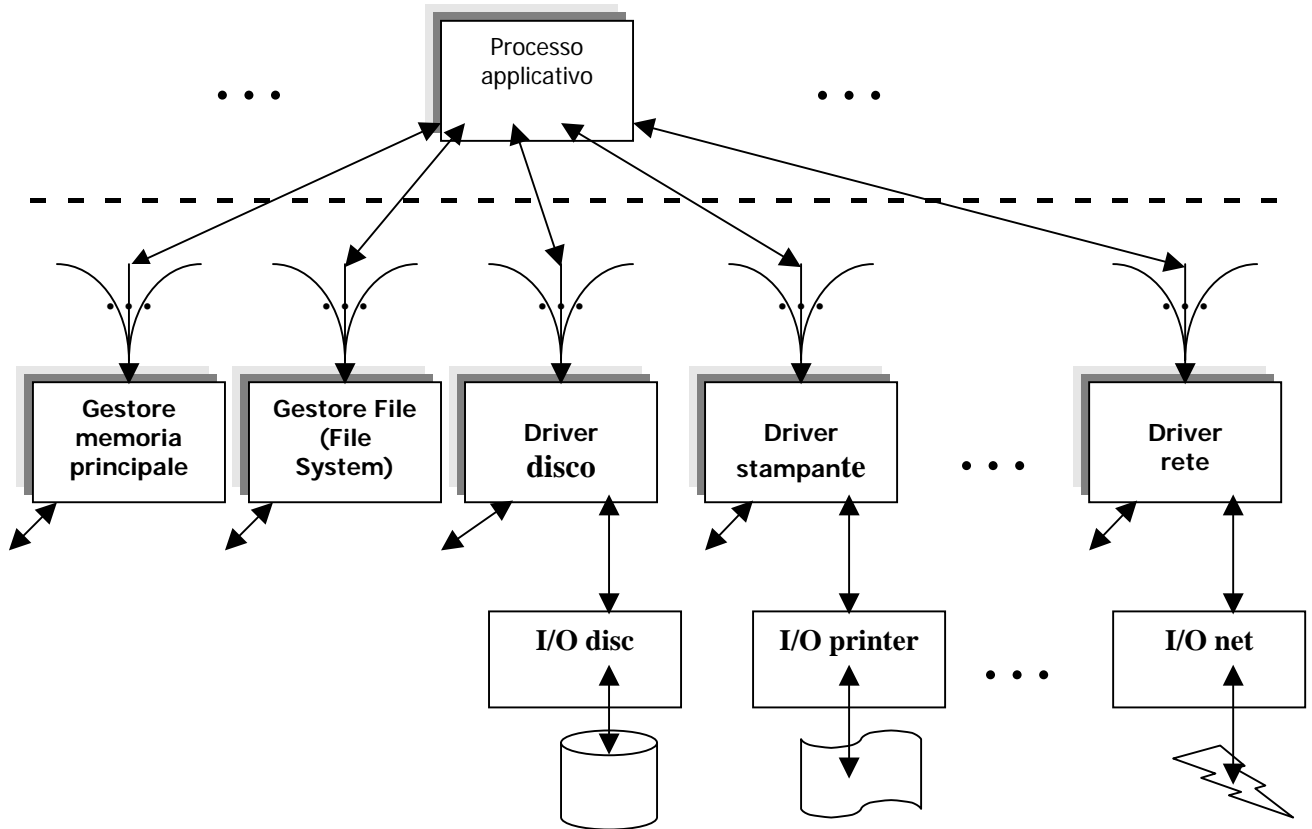 Processo
applicativo
Gestore
memoria
principale
Gestore File
(File
System)
Driver
disco
Driver
stampante
Driver
rete
I/O disc
I/O printer
I/O net